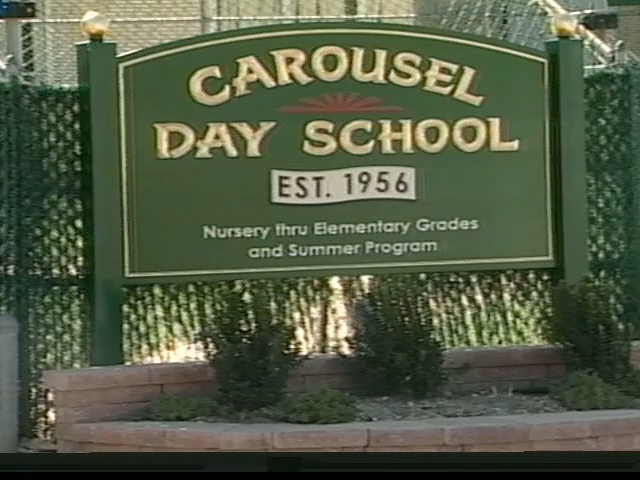 CAROUSEL
DAY SCHOOL
EST. 1956
Nursery thru Elementary Grades
and Summer Program